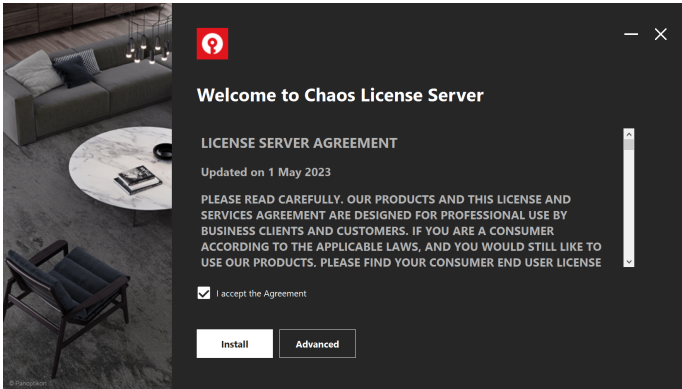 Welcome to Chaos License Server
LICENSE SERVER AGREEMENT
Updated on 1 May 2023
PLEASE READ CAREFULLY. OUR PRODUCTS AND THIS LICENSE AND
SERVICES AGREEMENT ARE DESIGNED FOR PROFESSIONAL USE BY
BUSINESS CLIENTS AND CUSTOMERS. IF YOU ARE A CONSUMER
ACCORDING TO THE APPLICABLE LAWS, AND YOU WOULD STILL LIKE TO
USE OUR PRODUCTS, PLEASE FIND YOUR CONSUMER END USER LICENSE
I accept the Agreement
Install
Advanced
© Panoptikon